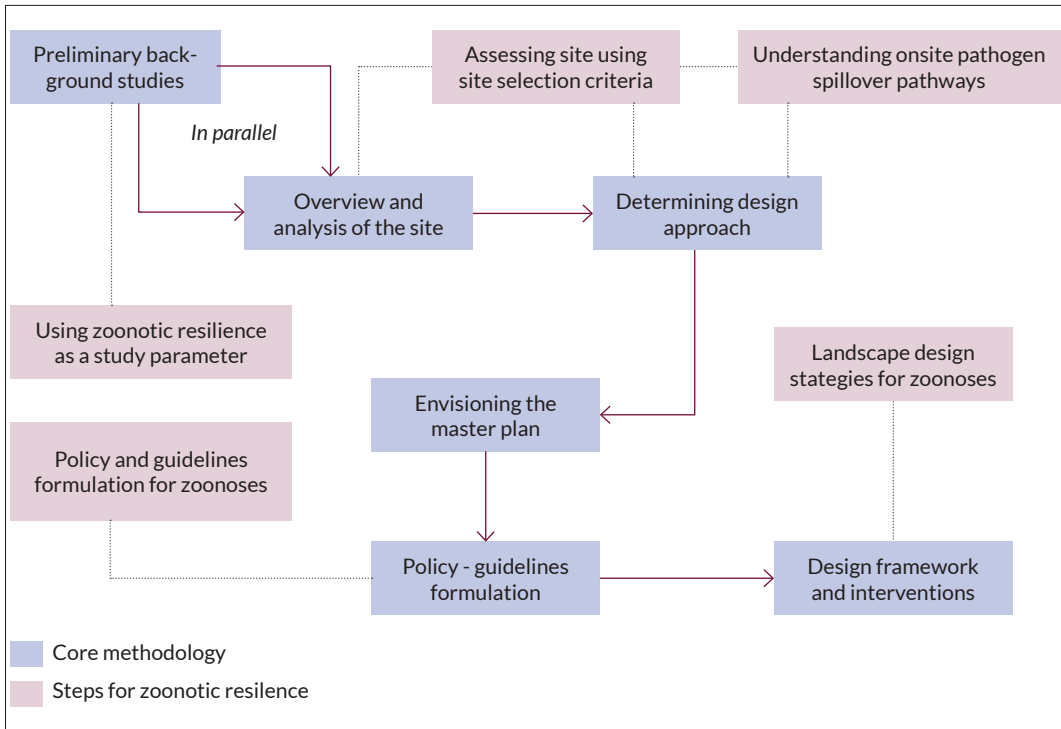 Preliminary back-
ground studies
Assessing site using
site selection criteria
Understanding onsite pathogen
spillover pathways
In parallel
Overview and
analysis of the site
Determining design
approach
Using zoonotic resilience
as a study parameter
Landscape design
stategies for zoonoses
Envisioning the
master plan
Policy and guidelines
formulation for zoonoses
Policy - guidelines
formulation
Design framework
and interventions
Core methodology
Steps for zoonotic resilence